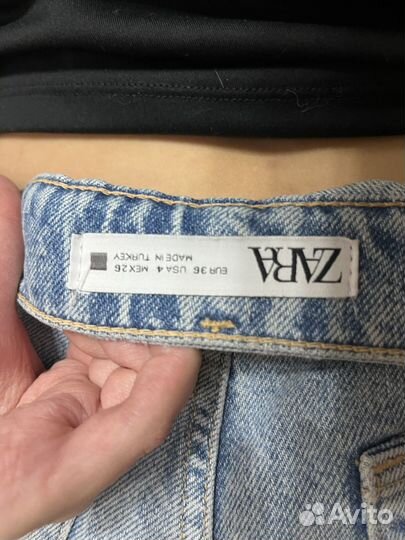 ZARA
EUR 36 USA 4 MEX 26
MADE IN TURKEY
Avito